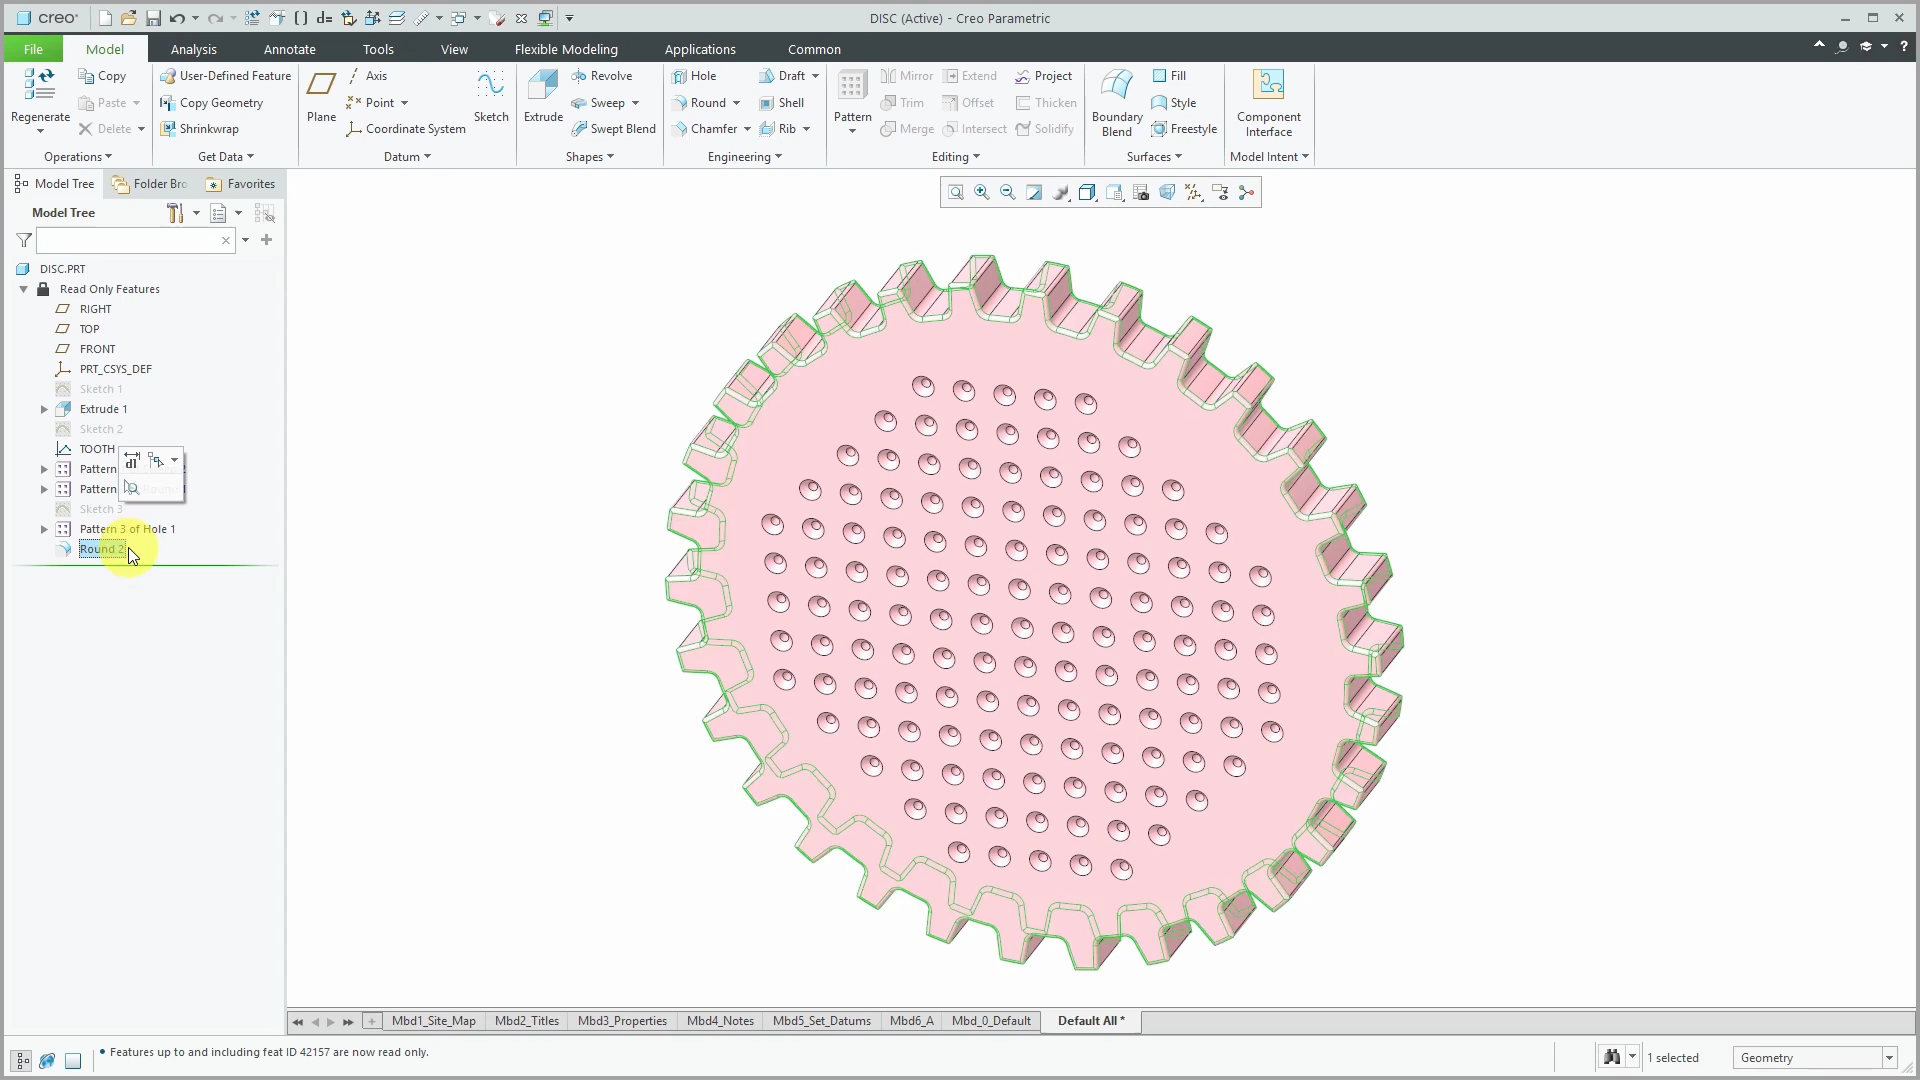 creo
DISC (Active) - Creo Parametric
File Model Analysis Annotate Tools View Flexible Modeling Applications Common
Regenerate
Copy
Paste
Delete
Operations
User-Defined Feature
Copy Geometry
Shrinkwrap
Get Data
Plane
Axis
Point
Coordinate System
Sketch
Datum
Extrude
Revolve
Sweep
Swept Blend
Shapes
Hole
Round
Chamfer
Draft
Shell
Rib
Engineering
Pattern
Mirror
Trim
Merge
Extend
Offset
Intersect
Project
Thicken
Solidify
Editing
Boundary
Blend
Fill
Style
Freestyle
Surfaces
Component
Interface
Model Intent
Model Tree Folder Bro Favorites
Model Tree
DISC.PRT
Read Only Features
RIGHT
TOP
FRONT
PRT_CSYS_DEF
Sketch 1
Extrude 1
Sketch 2
TOOTH
Pattern
Pattern
Sketch 3
Pattern 3 of Hole 1
Round 2
Mbd1_Site_Map Mbd2_Titles Mbd3_Properties Mbd4_Notes Mbd5_Set_Datums Mbd6_A Mbd_0_Default Default All *
• Features up to and including feat ID 42157 are now read only.
1 selected
Geometry